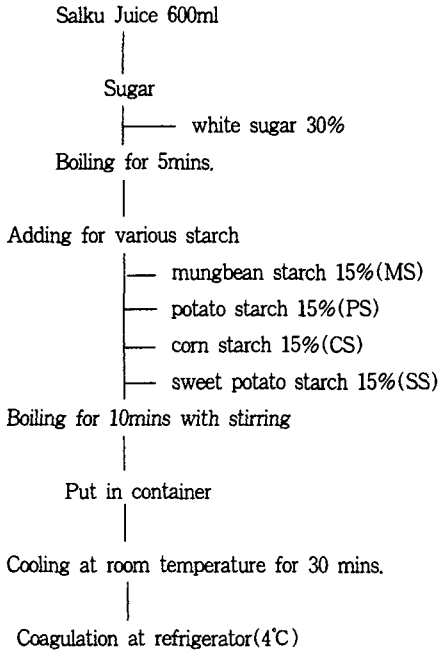 Salku Juice 600ml
Sugar
white sugar 30%
Boiling for 5mins.
Adding for various starch
mungbean starch 15%(MS)
potato starch 15%(PS)
corn starch 15%(CS)
sweet potato starch 15%(SS)
Boiling for 10mins with stirring
Put in container
Cooling at room temperature for 30 mins.
Coagulation at refrigerator(4℃)